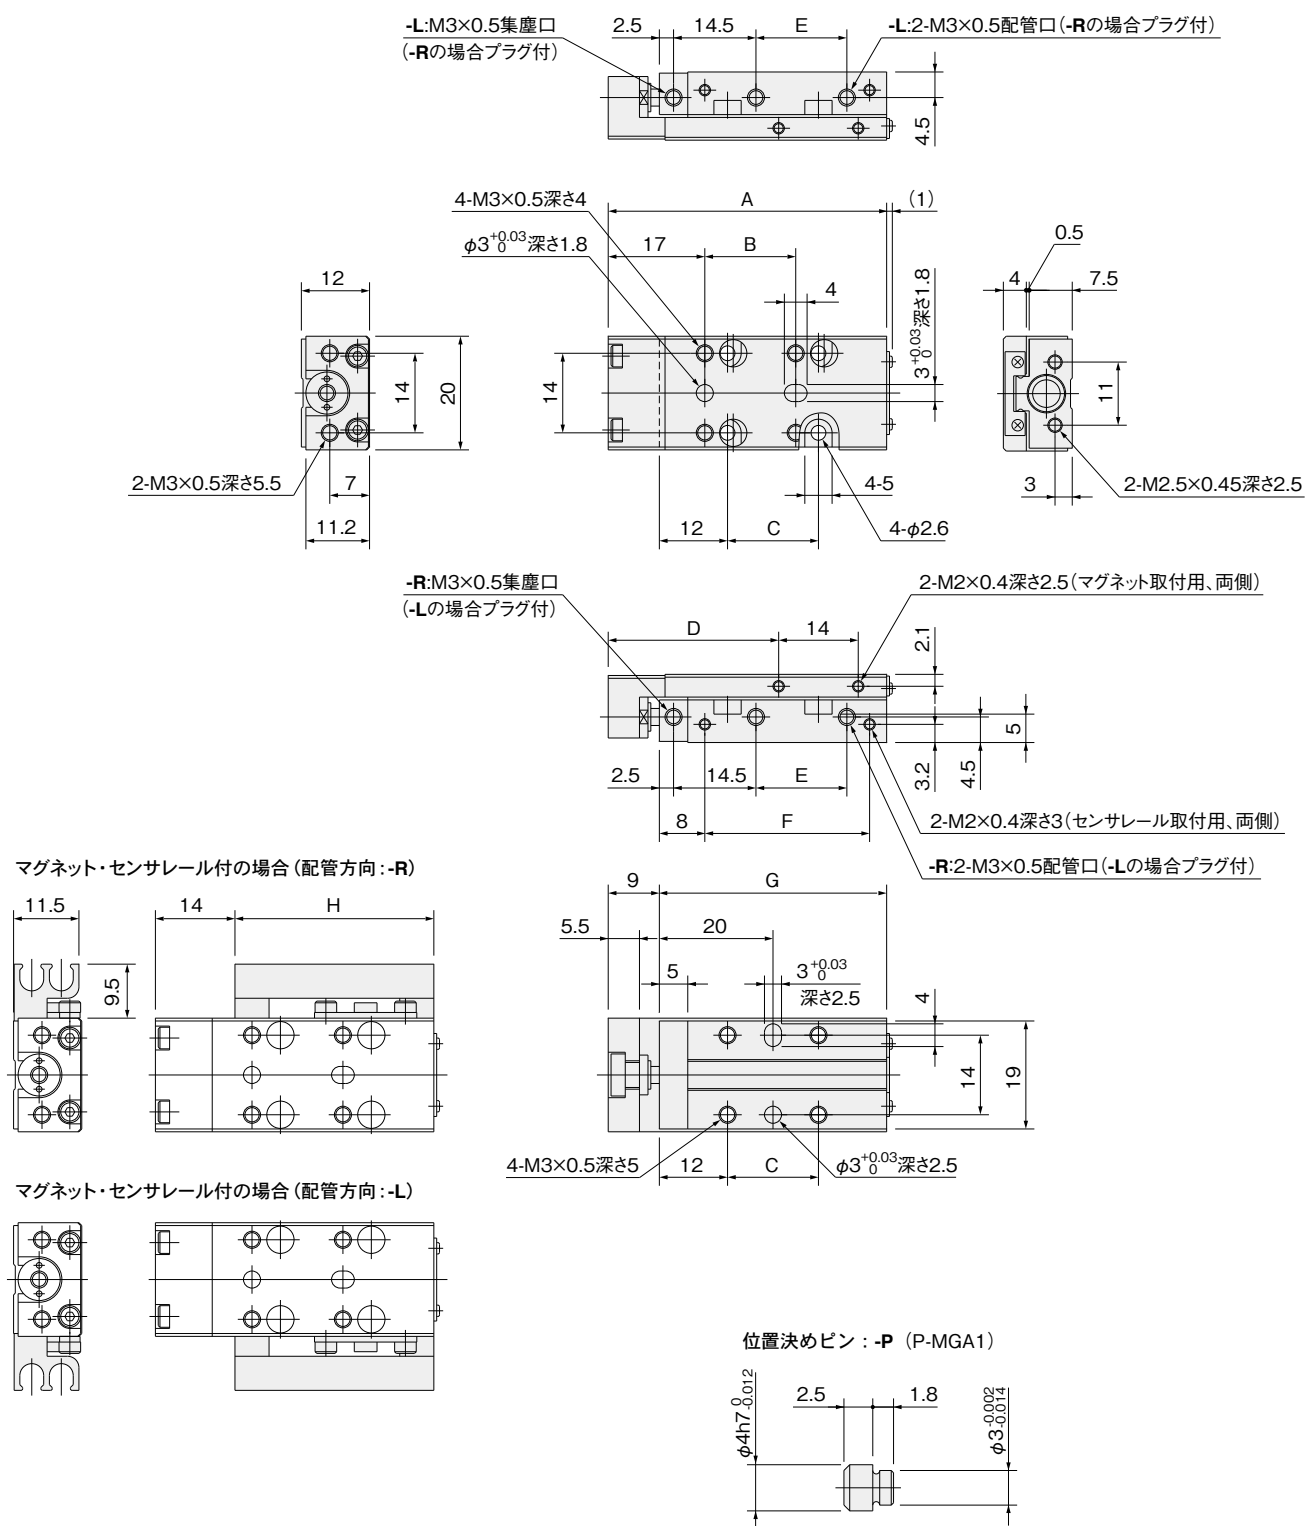 -L:M3×0.5集塵口
(-Rの場合プラグ付)
2.5
14.5
E
-L:2-M3×0.5配管口(-Rの場合プラグ付)
4.5
4-M3×0.5深さ4
φ3 +0.03 0 深さ1.8
A
(1)
17
B
4
3 +0.03 0 深さ1.8
14
12
14
20
2-M3×0.5深さ5.5
7
11.2
12
C
4-5
4-φ2.6
0.5
4
7.5
11
3
2-M2.5×0.45深さ2.5
-R:M3×0.5集塵口
(-Lの場合プラグ付)
2-M2×0.4深さ2.5(マグネット取付用、両側)
D
14
2.1
5
4.5
3.2
2.5
14.5
E
8
F
2-M2×0.4深さ3(センサレール取付用、両側)
-R:2-M3×0.5配管口(-Lの場合プラグ付)
マグネット・センサレール付の場合(配管方向:-R)
11.5
14
H
9.5
9
G
5.5
20
5
3 +0.03 0
深さ2.5
4
14
19
4-M3×0.5深さ5
12
C
φ3 +0.03 0 深さ2.5
マグネット・センサレール付の場合(配管方向:-L)
位置決めピン:-P (P-MGA1)
2.5
1.8
φ4h7 0 -0.012
φ3 -0.002 -0.014